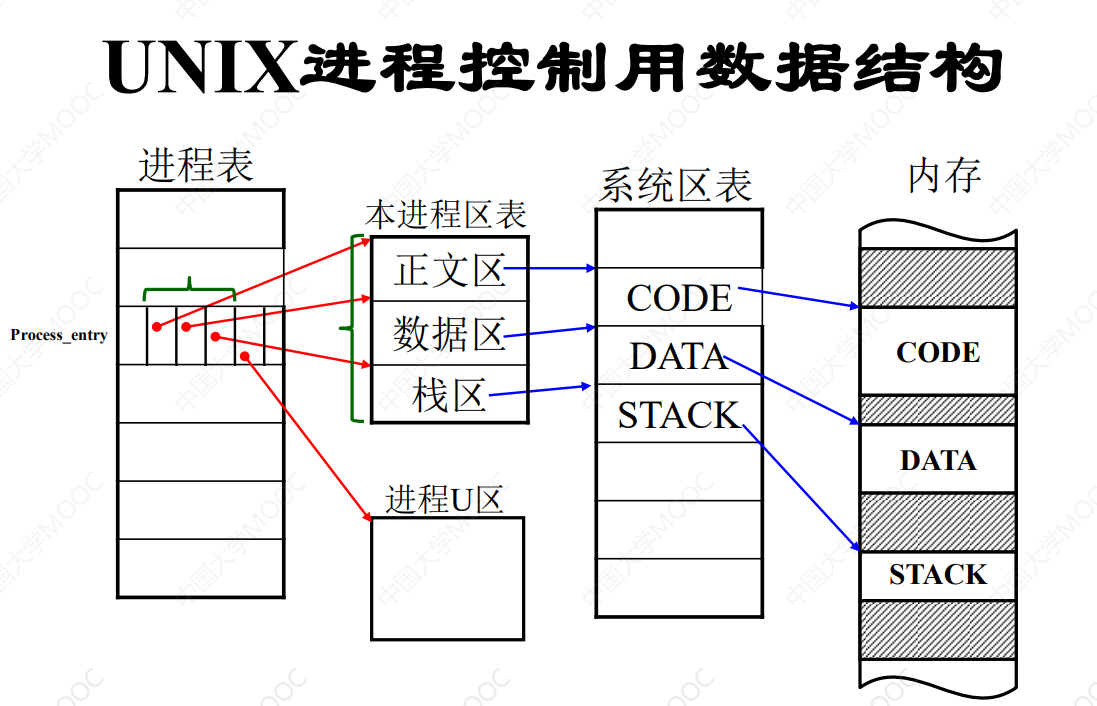 UNIX进程控制用数据结构
进程表
本进程区表
系统区表
内存
正文区
数据区
栈区
Process_entry
CODE
DATA
STACK
CODE
DATA
STACK
进程U区
中国大学MOOC